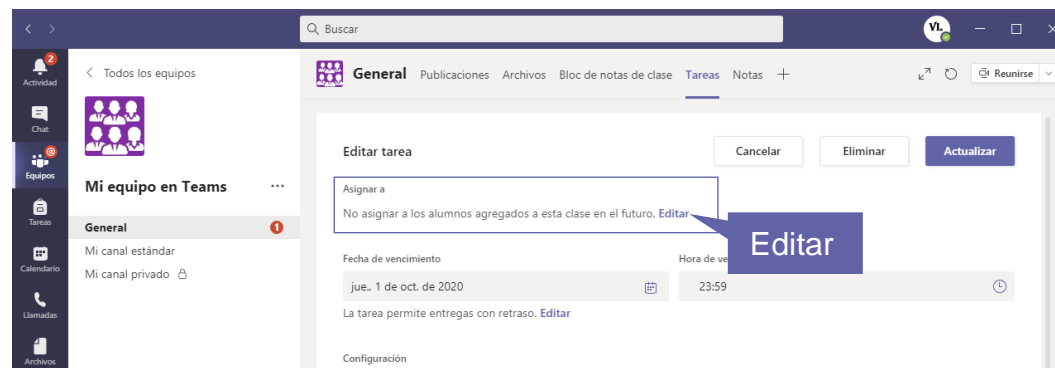 Buscar
VL
2
Actividad
Chat
@
Equipos
Tareas
Calendario
Llamadas
Archivos
Todos los equipos
Mi equipo en Teams ...
General 1
Mi canal estándar
Mi canal privado
General Publicaciones Archivos Bloc de notas de clase Tareas Notas +
Reunirse
Editar tarea
Cancelar Eliminar Actualizar
Asignar a
No asignar a los alumnos agregados a esta clase en el futuro. Editar
Editar
Fecha de vencimiento Hora de ve
jue., 1 de oct. de 2020 23:59
La tarea permite entregas con retraso. Editar
Configuración